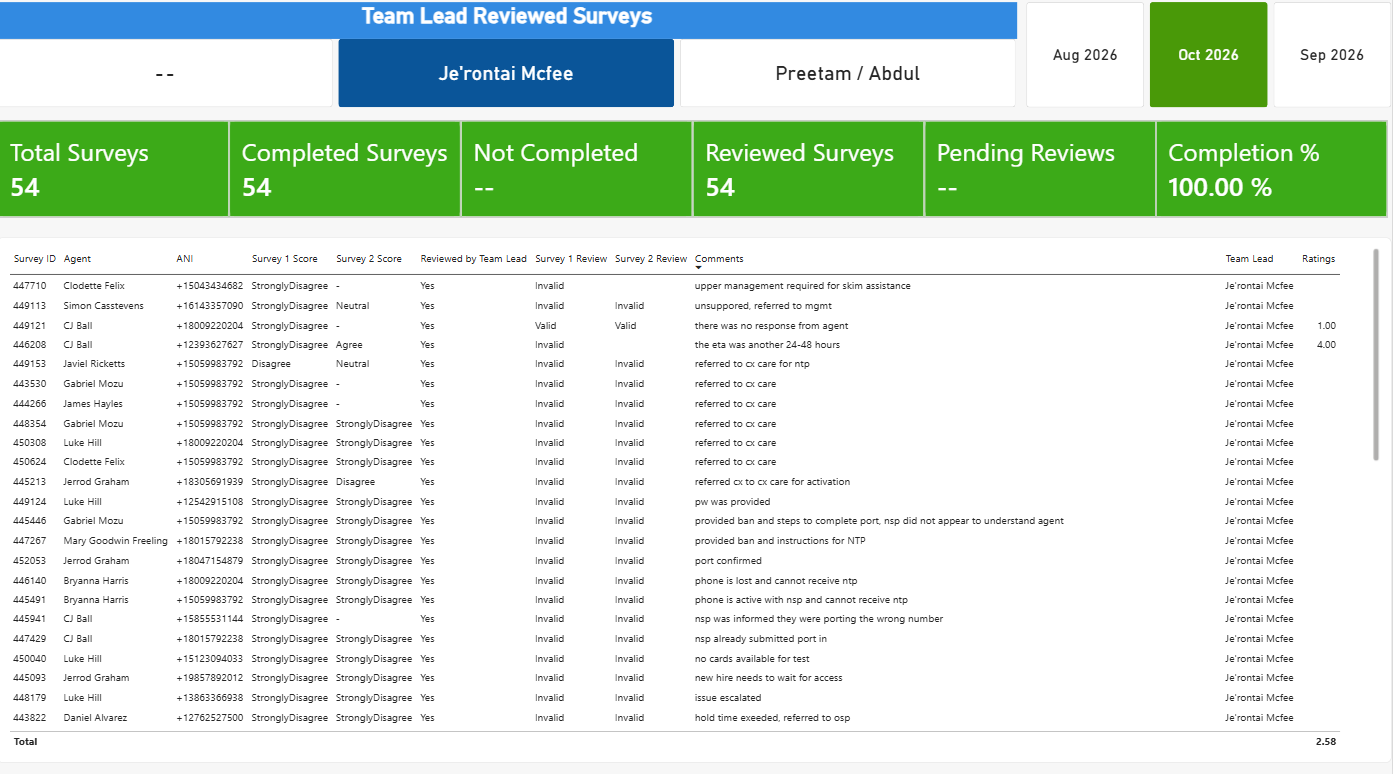 Team Lead Reviewed Surveys
-- Je'rontai Mcfee Preetam / Abdul Aug 2026 Oct 2026 Sep 2026
Total Surveys Completed Surveys Not Completed Reviewed Surveys Pending Reviews Completion %
54 54 -- 54 -- 100.00 %
Survey ID Agent ANI Survey 1 Score Survey 2 Score Reviewed by Team Lead Survey 1 Review Survey 2 Review Comments Team Lead Ratings
447710 Clodette Felix +15043434682 StronglyDisagree - Yes Invalid upper management required for skim assistance Je'rontai Mcfee
449113 Simon Casstevens +16143357090 StronglyDisagree Neutral Yes Invalid Invalid unsuppored, referred to mgmt Je'rontai Mcfee
449121 CJ Ball +18009220204 StronglyDisagree - Yes Valid Valid there was no response from agent Je'rontai Mcfee 1.00
446208 CJ Ball +12393627627 StronglyDisagree Agree Yes Invalid the eta was another 24-48 hours Je'rontai Mcfee 4.00
449153 Javiel Ricketts +15059983792 Disagree Neutral Yes Invalid Invalid referred to cx care for ntp Je'rontai Mcfee
443530 Gabriel Mozu +15059983792 StronglyDisagree - Yes Invalid Invalid referred to cx care Je'rontai Mcfee
444266 James Hayles +15059983792 StronglyDisagree - Yes Invalid Invalid referred to cx care Je'rontai Mcfee
448354 Gabriel Mozu +15059983792 StronglyDisagree StronglyDisagree Yes Invalid Invalid referred to cx care Je'rontai Mcfee
450308 Luke Hill +18009220204 StronglyDisagree StronglyDisagree Yes Invalid Invalid referred to cx care Je'rontai Mcfee
450624 Clodette Felix +15059983792 StronglyDisagree StronglyDisagree Yes Invalid Invalid referred to cx care Je'rontai Mcfee
445213 Jerrod Graham +18305691939 StronglyDisagree Disagree Yes Invalid Invalid referred cx to cx care for activation Je'rontai Mcfee
449124 Luke Hill +12542915108 StronglyDisagree StronglyDisagree Yes Invalid Invalid pw was provided Je'rontai Mcfee
445446 Gabriel Mozu +15059983792 StronglyDisagree StronglyDisagree Yes Invalid Invalid provided ban and steps to complete port, nsp did not appear to understand agent Je'rontai Mcfee
447267 Mary Goodwin Freeling +18015792238 StronglyDisagree StronglyDisagree Yes Invalid Invalid provided ban and instructions for NTP Je'rontai Mcfee
452053 Jerrod Graham +18047154879 StronglyDisagree StronglyDisagree Yes Invalid Invalid port confirmed Je'rontai Mcfee
446140 Bryanna Harris +18009220204 StronglyDisagree StronglyDisagree Yes Invalid Invalid phone is lost and cannot receive ntp Je'rontai Mcfee
445491 Bryanna Harris +15059983792 StronglyDisagree StronglyDisagree Yes Invalid Invalid phone is active with nsp and cannot receive ntp Je'rontai Mcfee
445941 CJ Ball +15855531144 StronglyDisagree - Yes Invalid Invalid nsp was informed they were porting the wrong number Je'rontai Mcfee
447429 CJ Ball +18015792238 StronglyDisagree StronglyDisagree Yes Invalid Invalid nsp already submitted port in Je'rontai Mcfee
450040 Luke Hill +15123094033 StronglyDisagree StronglyDisagree Yes Invalid Invalid no cards available for test Je'rontai Mcfee
445093 Jerrod Graham +19857892012 StronglyDisagree StronglyDisagree Yes Invalid Invalid new hire needs to wait for access Je'rontai Mcfee
448179 Luke Hill +13863366938 StronglyDisagree StronglyDisagree Yes Invalid Invalid issue escalated Je'rontai Mcfee
443822 Daniel Alvarez +12762527500 StronglyDisagree StronglyDisagree Yes Invalid Invalid hold time exeeded, referred to osp Je'rontai Mcfee
Total 2.58